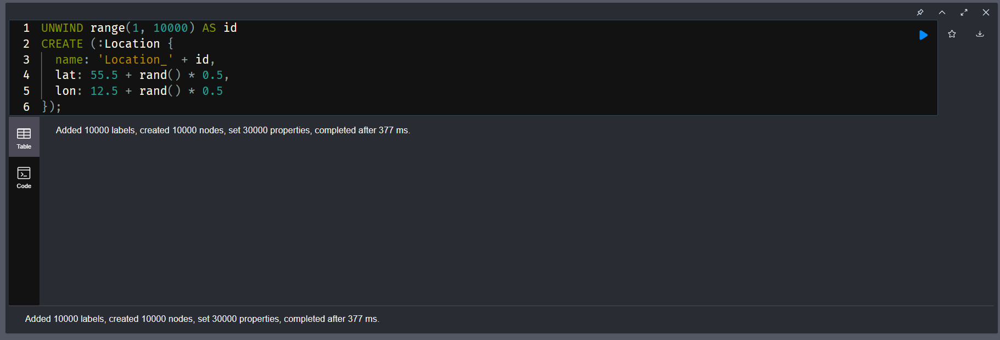 1 UNWIND range(1, 10000) AS id
2 CREATE (:Location {
3   name: 'Location_' + id,
4   lat: 55.5 + rand() * 0.5,
5   lon: 12.5 + rand() * 0.5
6 });
Table
Added 10000 labels, created 10000 nodes, set 30000 properties, completed after 377 ms.
Code
Added 10000 labels, created 10000 nodes, set 30000 properties, completed after 377 ms.